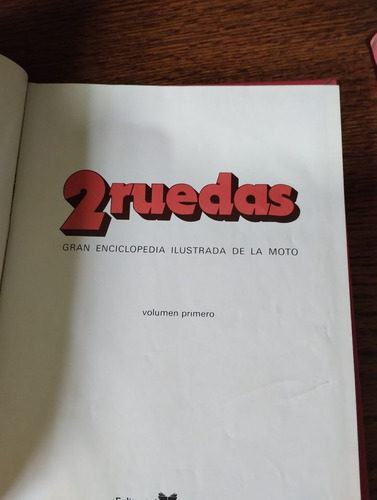 2ruedas
GRAN ENCICLOPEDIA ILUSTRADA DE LA MOTO
volumen primero